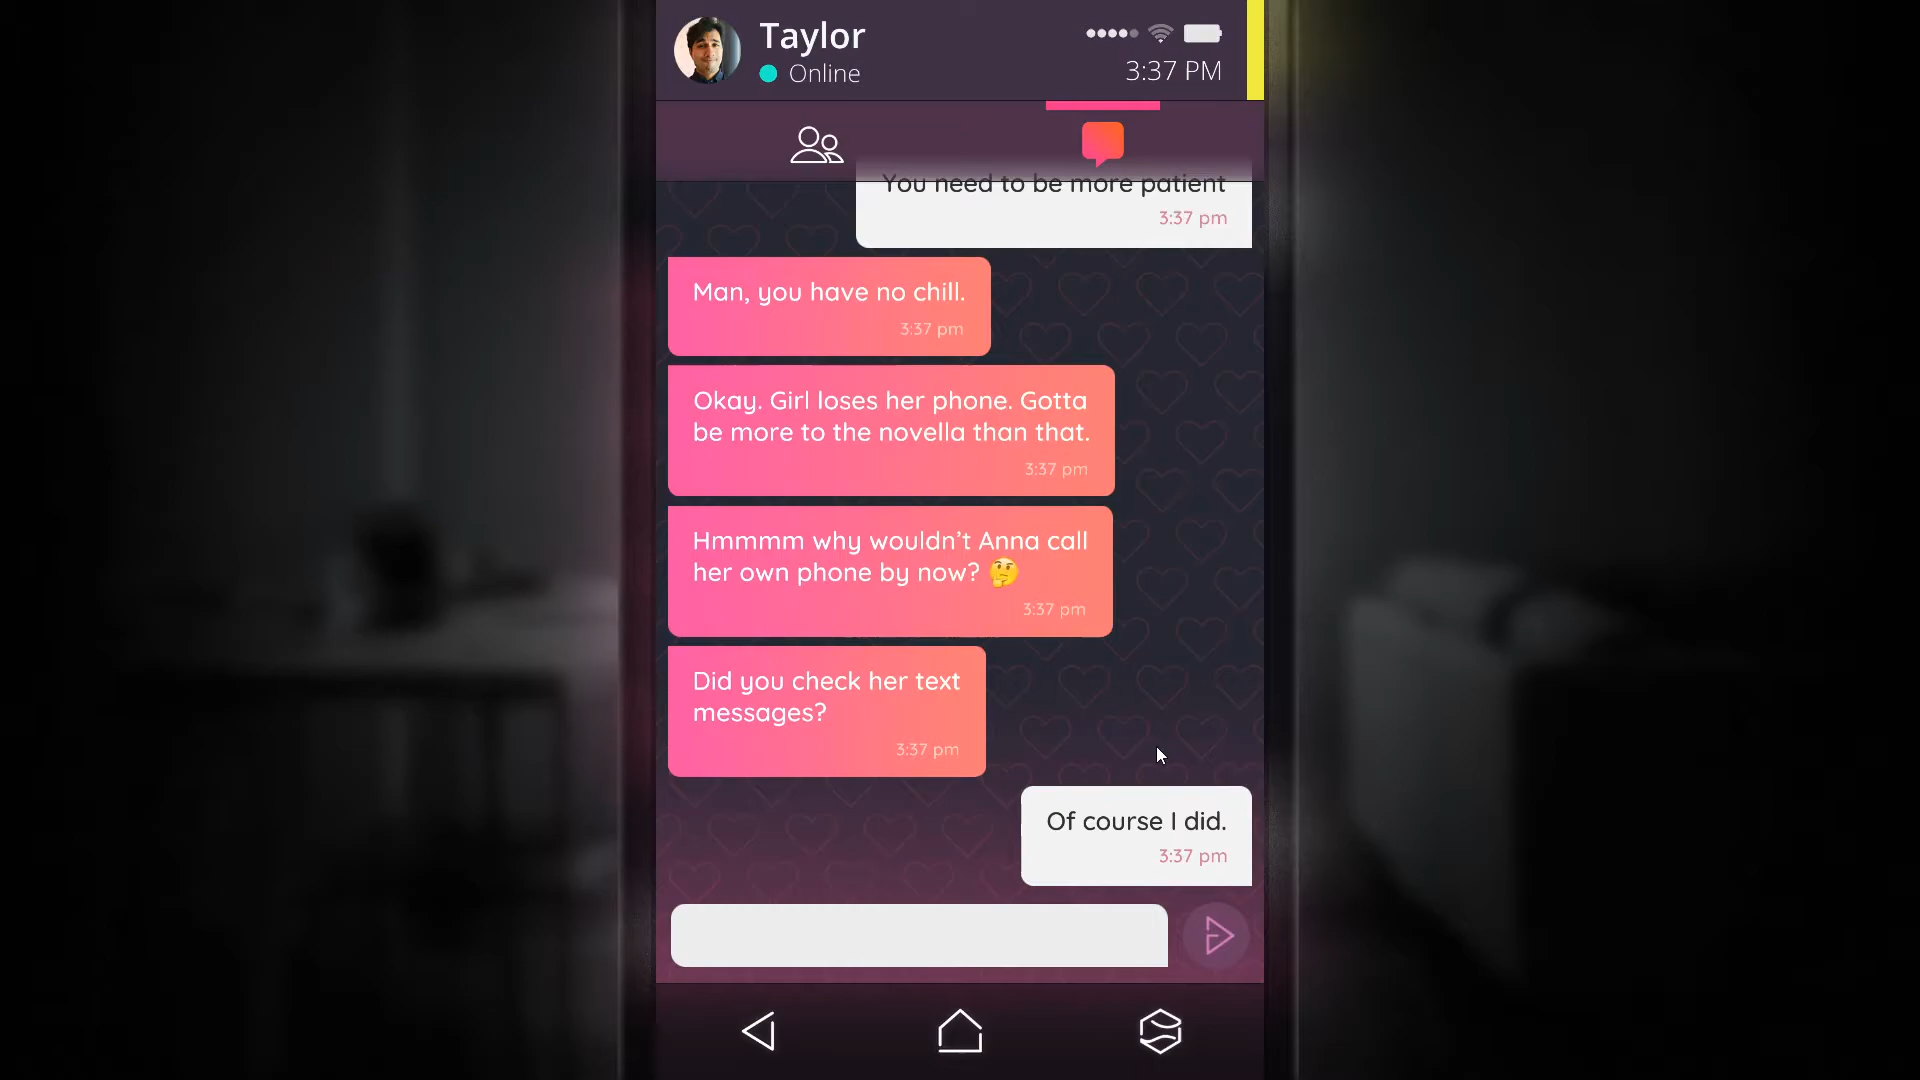 Taylor
Online
3:37 PM
You need to be more patient
3:37 pm
Man, you have no chill.
3:37 pm
Okay. Girl loses her phone. Gotta
be more to the novella than that.
3:37 pm
Hmmmm why wouldn’t Anna call
her own phone by now? 🤔
3:37 pm
Did you check her text
messages?
3:37 pm
Of course I did.
3:37 pm